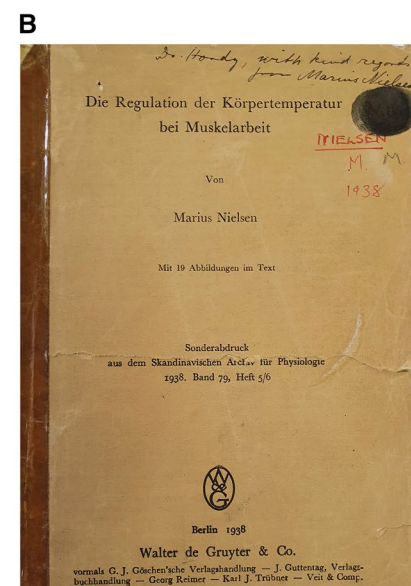 B
Dr. Hardy, with kind regards
from Marius Nielsen
Die Regulation der Körpertemperatur
bei Muskelarbeit
NIELSEN
M. M.
1938
Von
Marius Nielsen
Mit 19 Abbildungen im Text
Sonderabdruck
aus dem Skandinavischen Archiv für Physiologie
1938. Band 79, Heft 5/6
W
de
G
Berlin 1938
Walter de Gruyter & Co.
vormals G. J. Göschen'sche Verlagshandlung — J. Guttentag, Verlags-
buchhandlung — Georg Reimer — Karl J. Trübner — Veit & Comp.